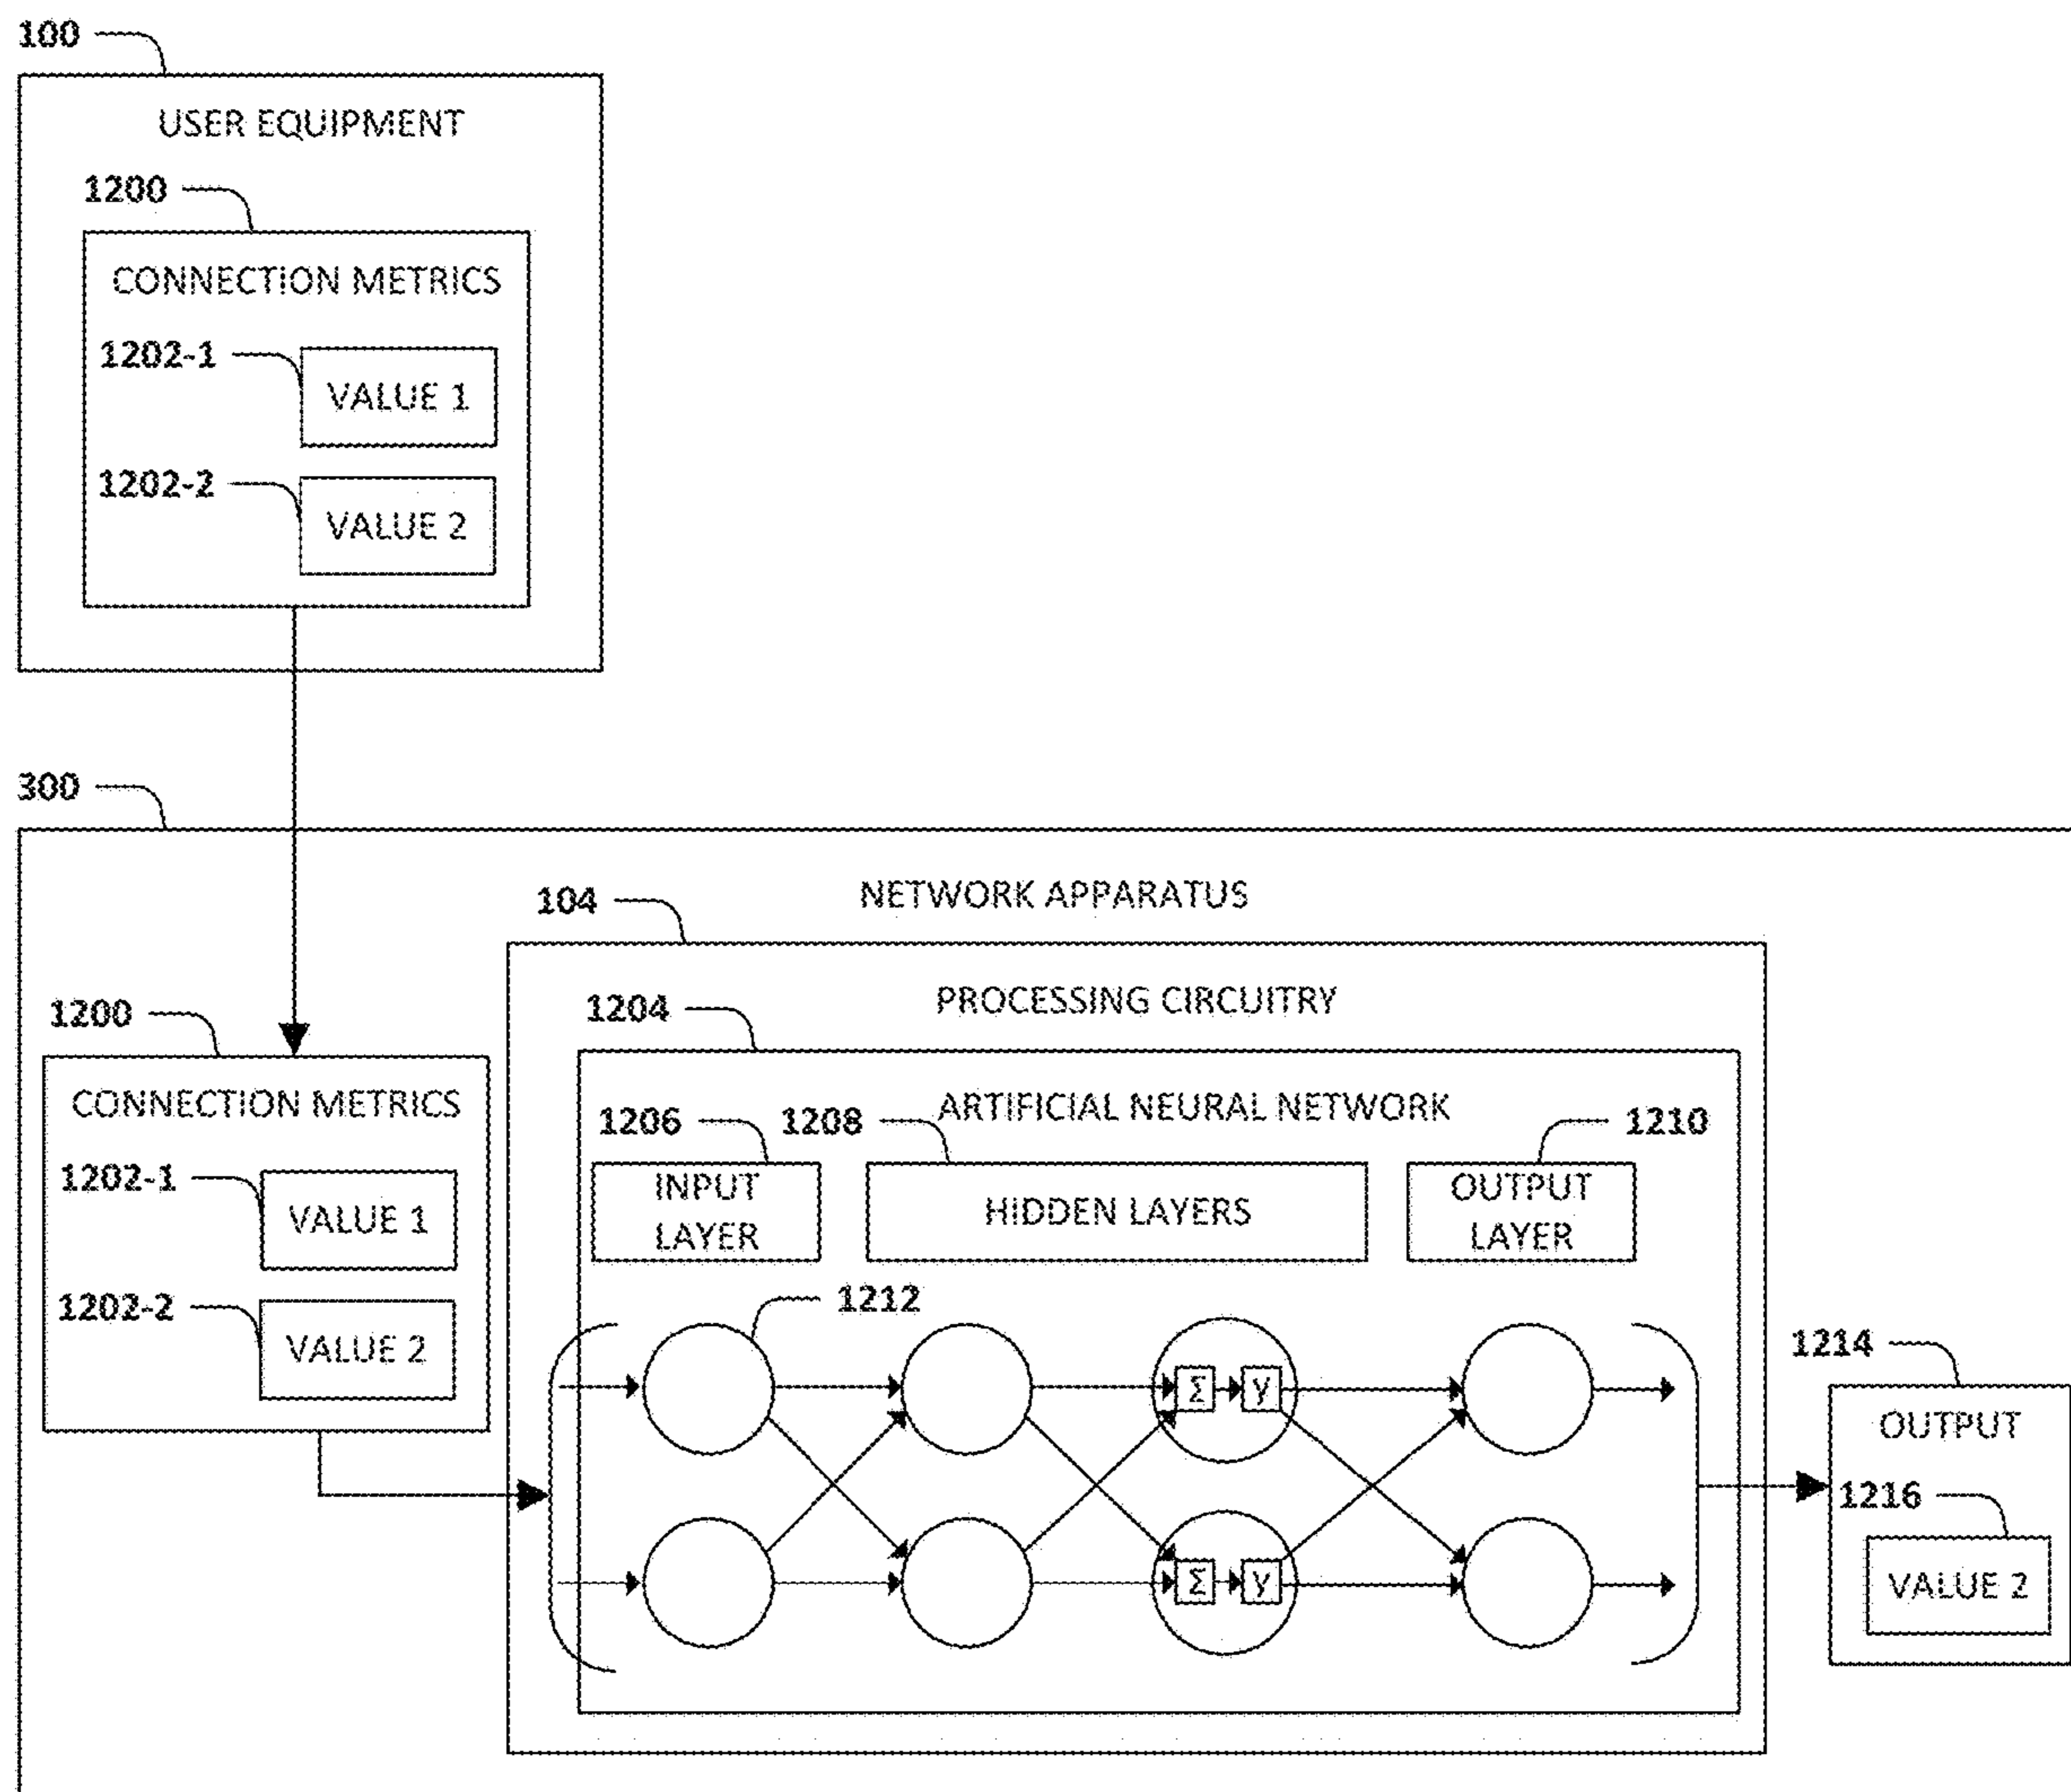 100
USER EQUIPMENT
1200
CONNECTION METRICS
1202-1
VALUE 1
1202-2
VALUE 2
300
NETWORK APPARATUS
104
PROCESSING CIRCUITRY
1200
CONNECTION METRICS
1202-1
VALUE 1
1202-2
VALUE 2
1204
ARTIFICIAL NEURAL NETWORK
1206
1208
1210
INPUT
LAYER
HIDDEN LAYERS
OUTPUT
LAYER
1212
Σ
y
Σ
y
1214
OUTPUT
1216
VALUE 2